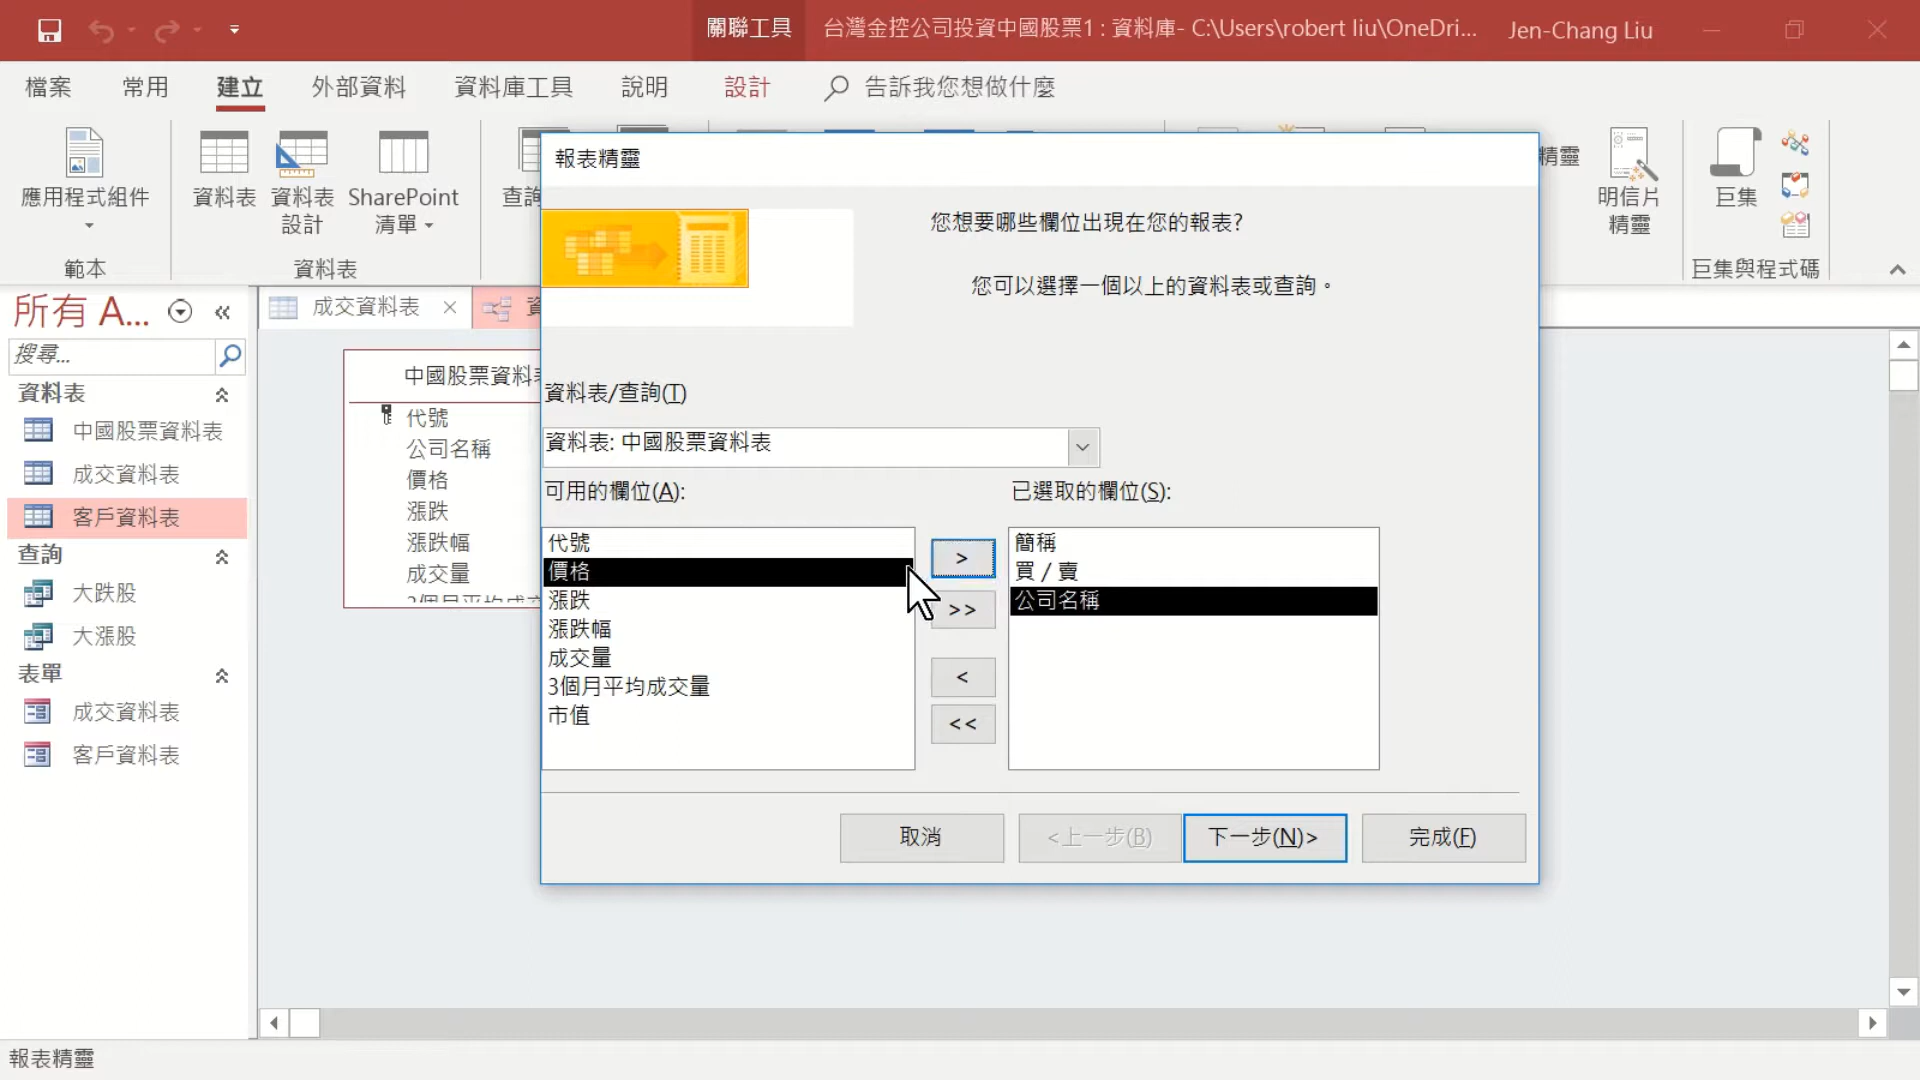 關聯工具
台灣金控公司投資中國股票1 : 資料庫- C:\Users\robert liu\OneDri...
Jen-Chang Liu
檔案
常用
建立
外部資料
資料庫工具
說明
設計
告訴我您想做什麼
應用程式組件
範本
資料表
資料表
設計
SharePoint
清單
資料表
查詢
精靈
明信片
精靈
巨集
巨集與程式碼
所有 A...
搜尋...
資料表
中國股票資料表
成交資料表
客戶資料表
查詢
大跌股
大漲股
表單
成交資料表
客戶資料表
成交資料表
中國股票資料
代號
公司名稱
價格
漲跌
漲跌幅
成交量
報表精靈
您想要哪些欄位出現在您的報表?
您可以選擇一個以上的資料表或查詢。
資料表/查詢(T)
資料表: 中國股票資料表
可用的欄位(A):
已選取的欄位(S):
代號
價格
漲跌
漲跌幅
成交量
3個月平均成交量
市值
>
>>
<
<<
簡稱
買 / 賣
公司名稱
取消
<上一步(B)
下一步(N)>
完成(F)
報表精靈